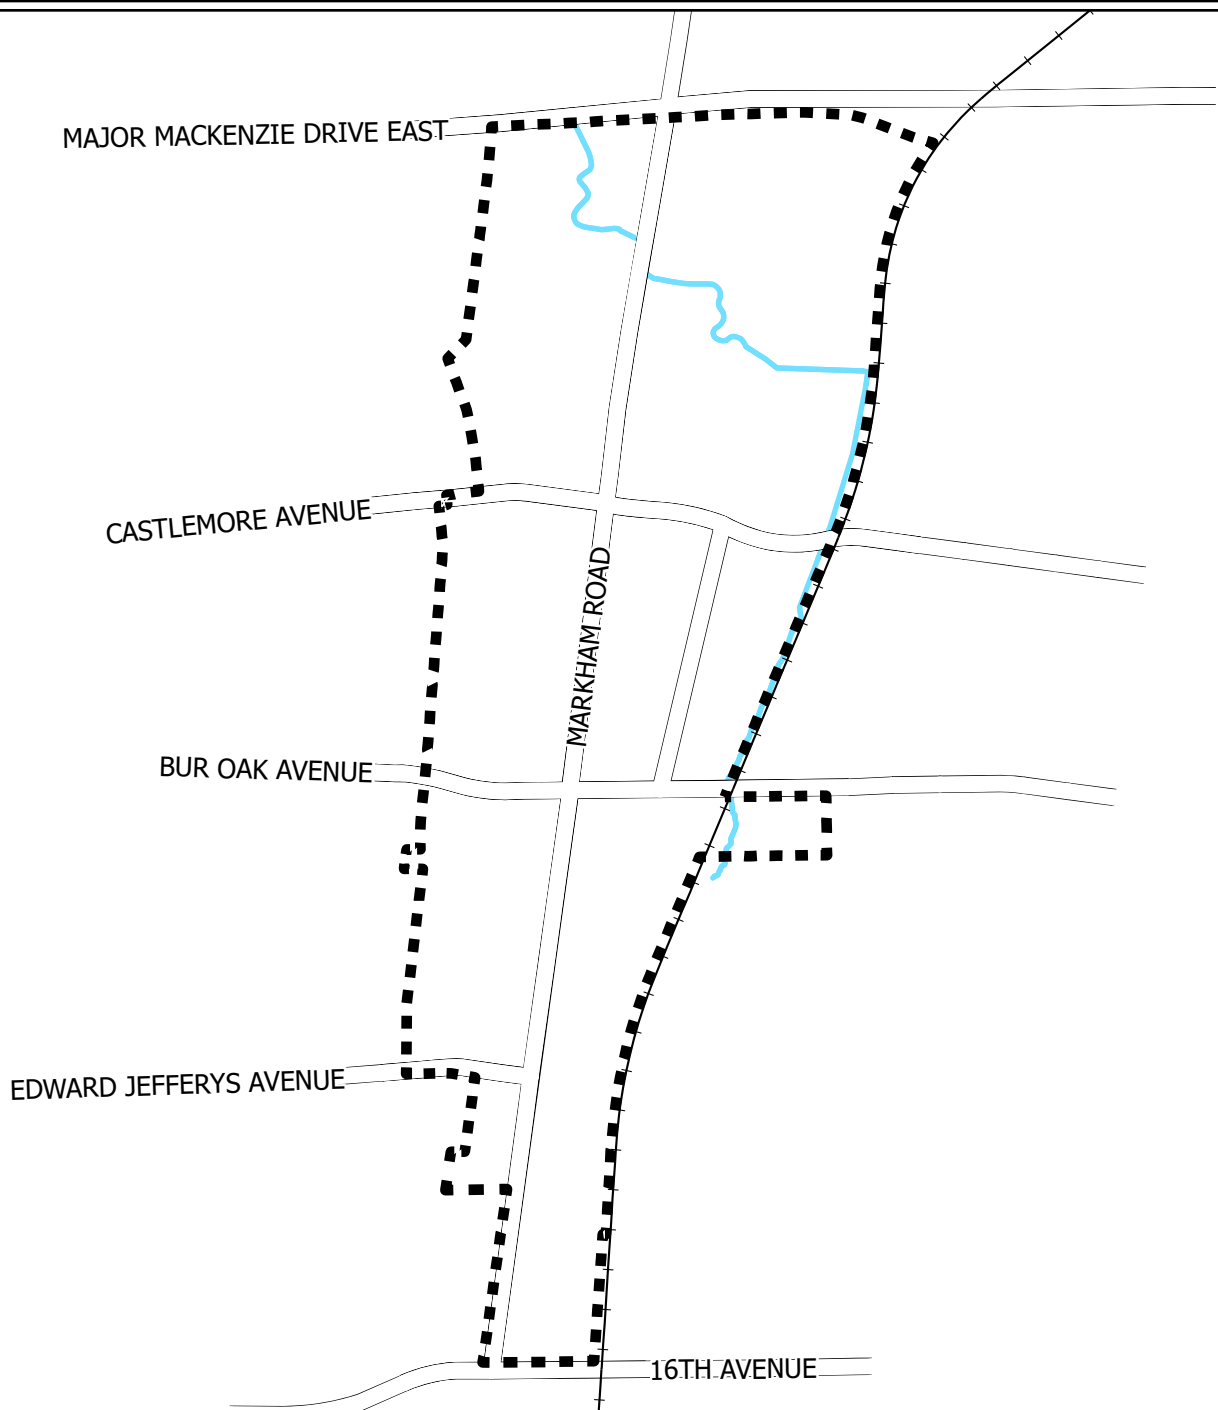 MAJOR MACKENZIE DRIVE EAST
CASTLEMORE AVENUE
MARKHAM ROAD
BUR OAK AVENUE
EDWARD JEFFERYS AVENUE
16TH AVENUE